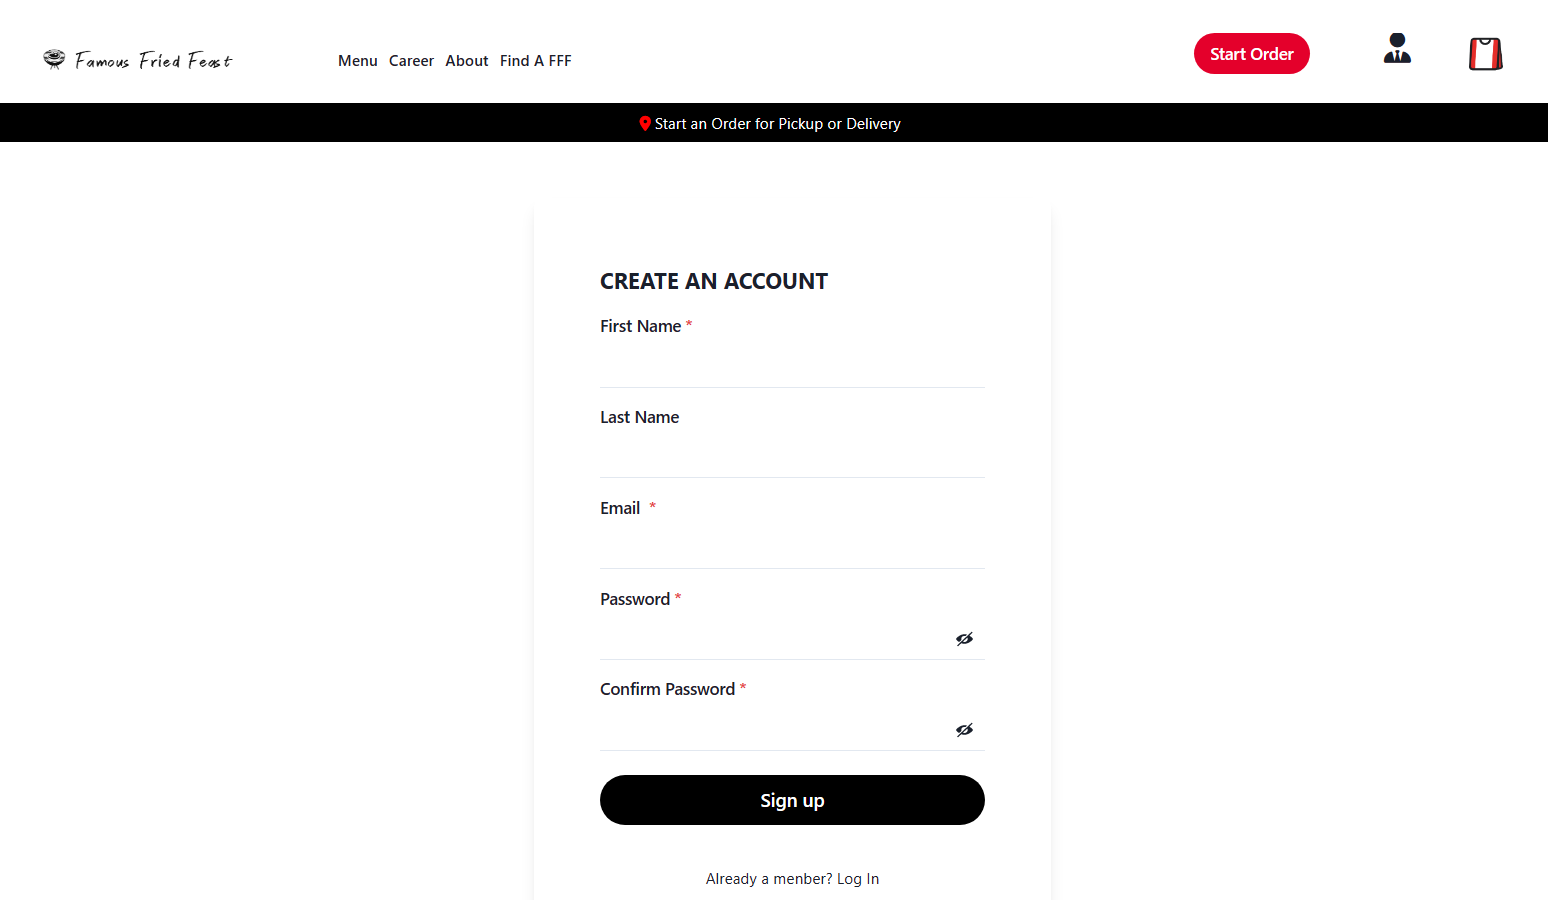 Famous Fried Feast
Menu Career About Find A FFF
Start Order
Start an Order for Pickup or Delivery
CREATE AN ACCOUNT
First Name *
Last Name
Email *
Password *
Confirm Password *
Sign up
Already a menber? Log In